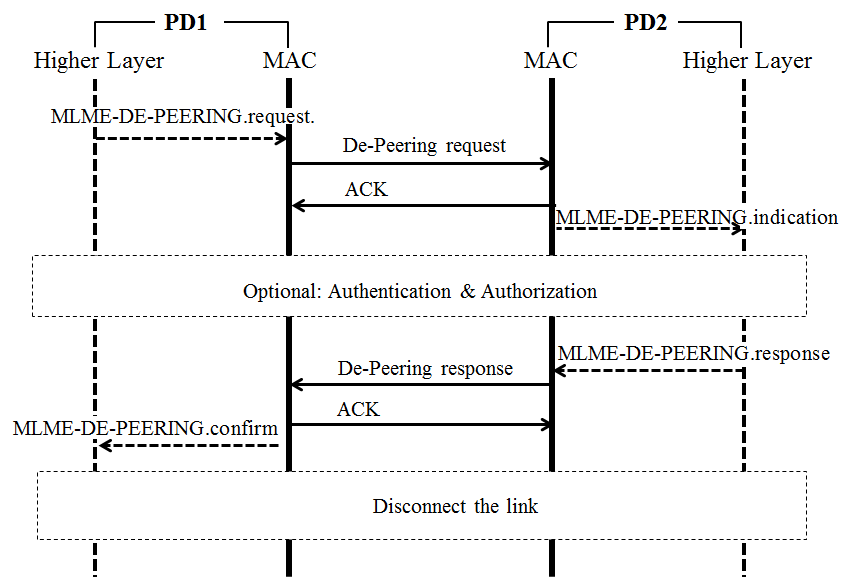 PD1 PD2
Higher Layer MAC MAC Higher Layer
MLME-DE-PEERING.request.
De-Peering request
ACK
MLME-DE-PEERING.indication
Optional: Authentication & Authorization
MLME-DE-PEERING.response
De-Peering response
ACK
MLME-DE-PEERING.confirm
Disconnect the link